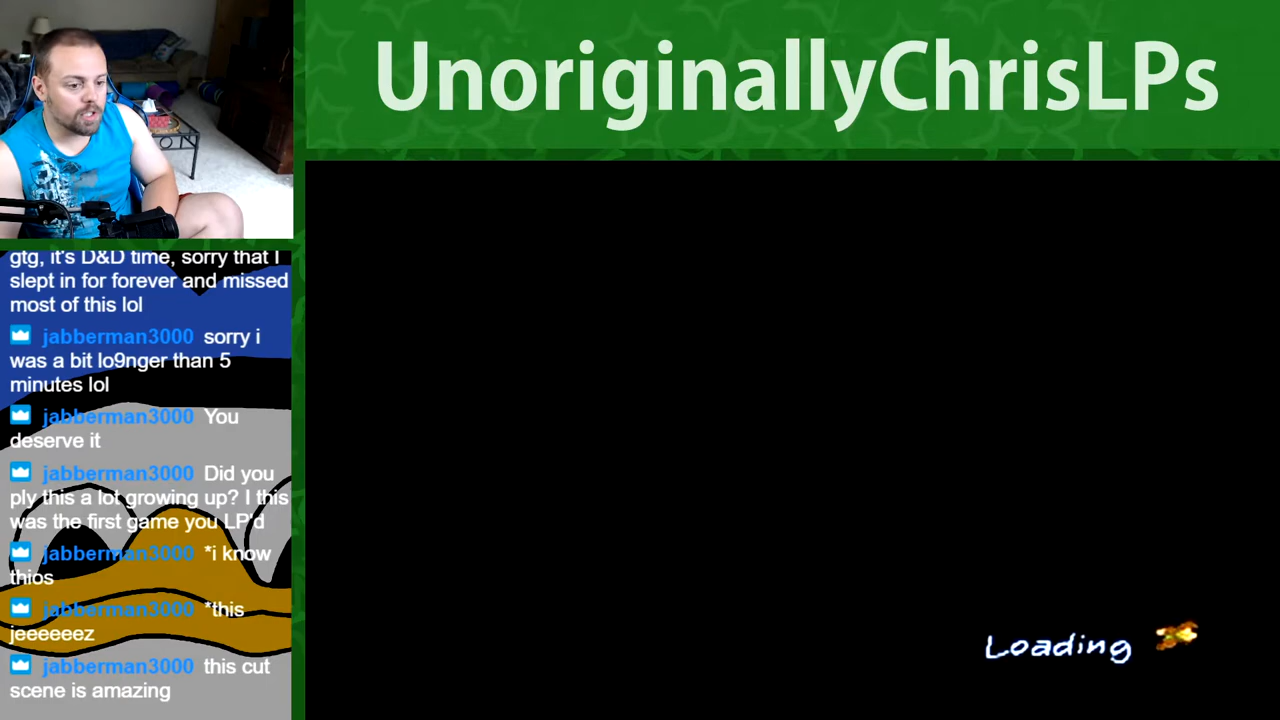 UnoriginallyChrisLPs
gtg, it's D&D time, sorry that I
slept in for forever and missed
most of this lol
jabberman3000 sorry i
was a bit lo9nger than 5
minutes lol
jabberman3000 You
deserve it
jabberman3000 Did you
ply this a lot growing up? I this
was the first game you LP'd
jabberman3000 *i know
thios
jabberman3000 *this
jeeeeeez
jabberman3000 this cut
scene is amazing
Loading